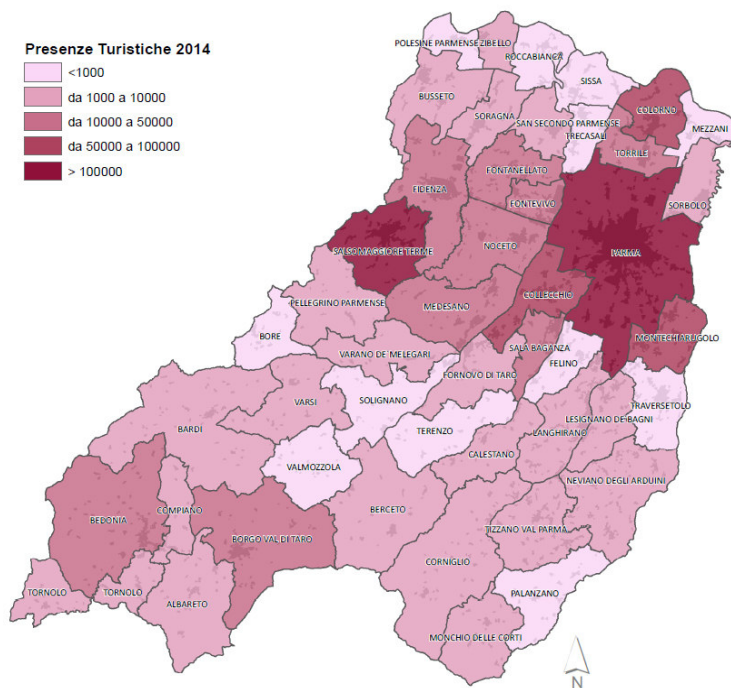 Presenze Turistiche 2014
<1000
da 1000 a 10000
da 10000 a 50000
da 50000 a 100000
> 100000
POLESINE PARMENSE
ZIBELLO
ROCCABIANCA
SISSA
BUSSETO
SORAGNA
SAN SECONDO PARMENSE
TRECASALI
COLORNO
MEZZANI
TORRILE
FONTANELLATO
FIDENZA
FONTEVIVO
SORBOLO
SALSOMAGGIORE TERME
NOCETO
PARMA
PELLEGRINO PARMENSE
MEDESANO
COLLECCHIO
BORE
MONTECHIARUGOLO
VARANO DE' MELEGARI
SALA BAGANZA
FELINO
FORNOVO DI TARO
VARSI
SOLIGNANO
TRAVERSETOLO
BARDI
TERENZO
LESIGNANO DE'BAGNI
LANGHIRANO
CALESTANO
VALMOZZOLA
NEVIANO DEGLI ARDUINI
COMPIANO
BERCETO
BEDONIA
TIZZANO VAL PARMA
BORGO VAL DI TARO
CORNIGLIO
TORNOLO
TORNOLO
PALANZANO
ALBARETO
MONCHIO DELLE CORTI
N